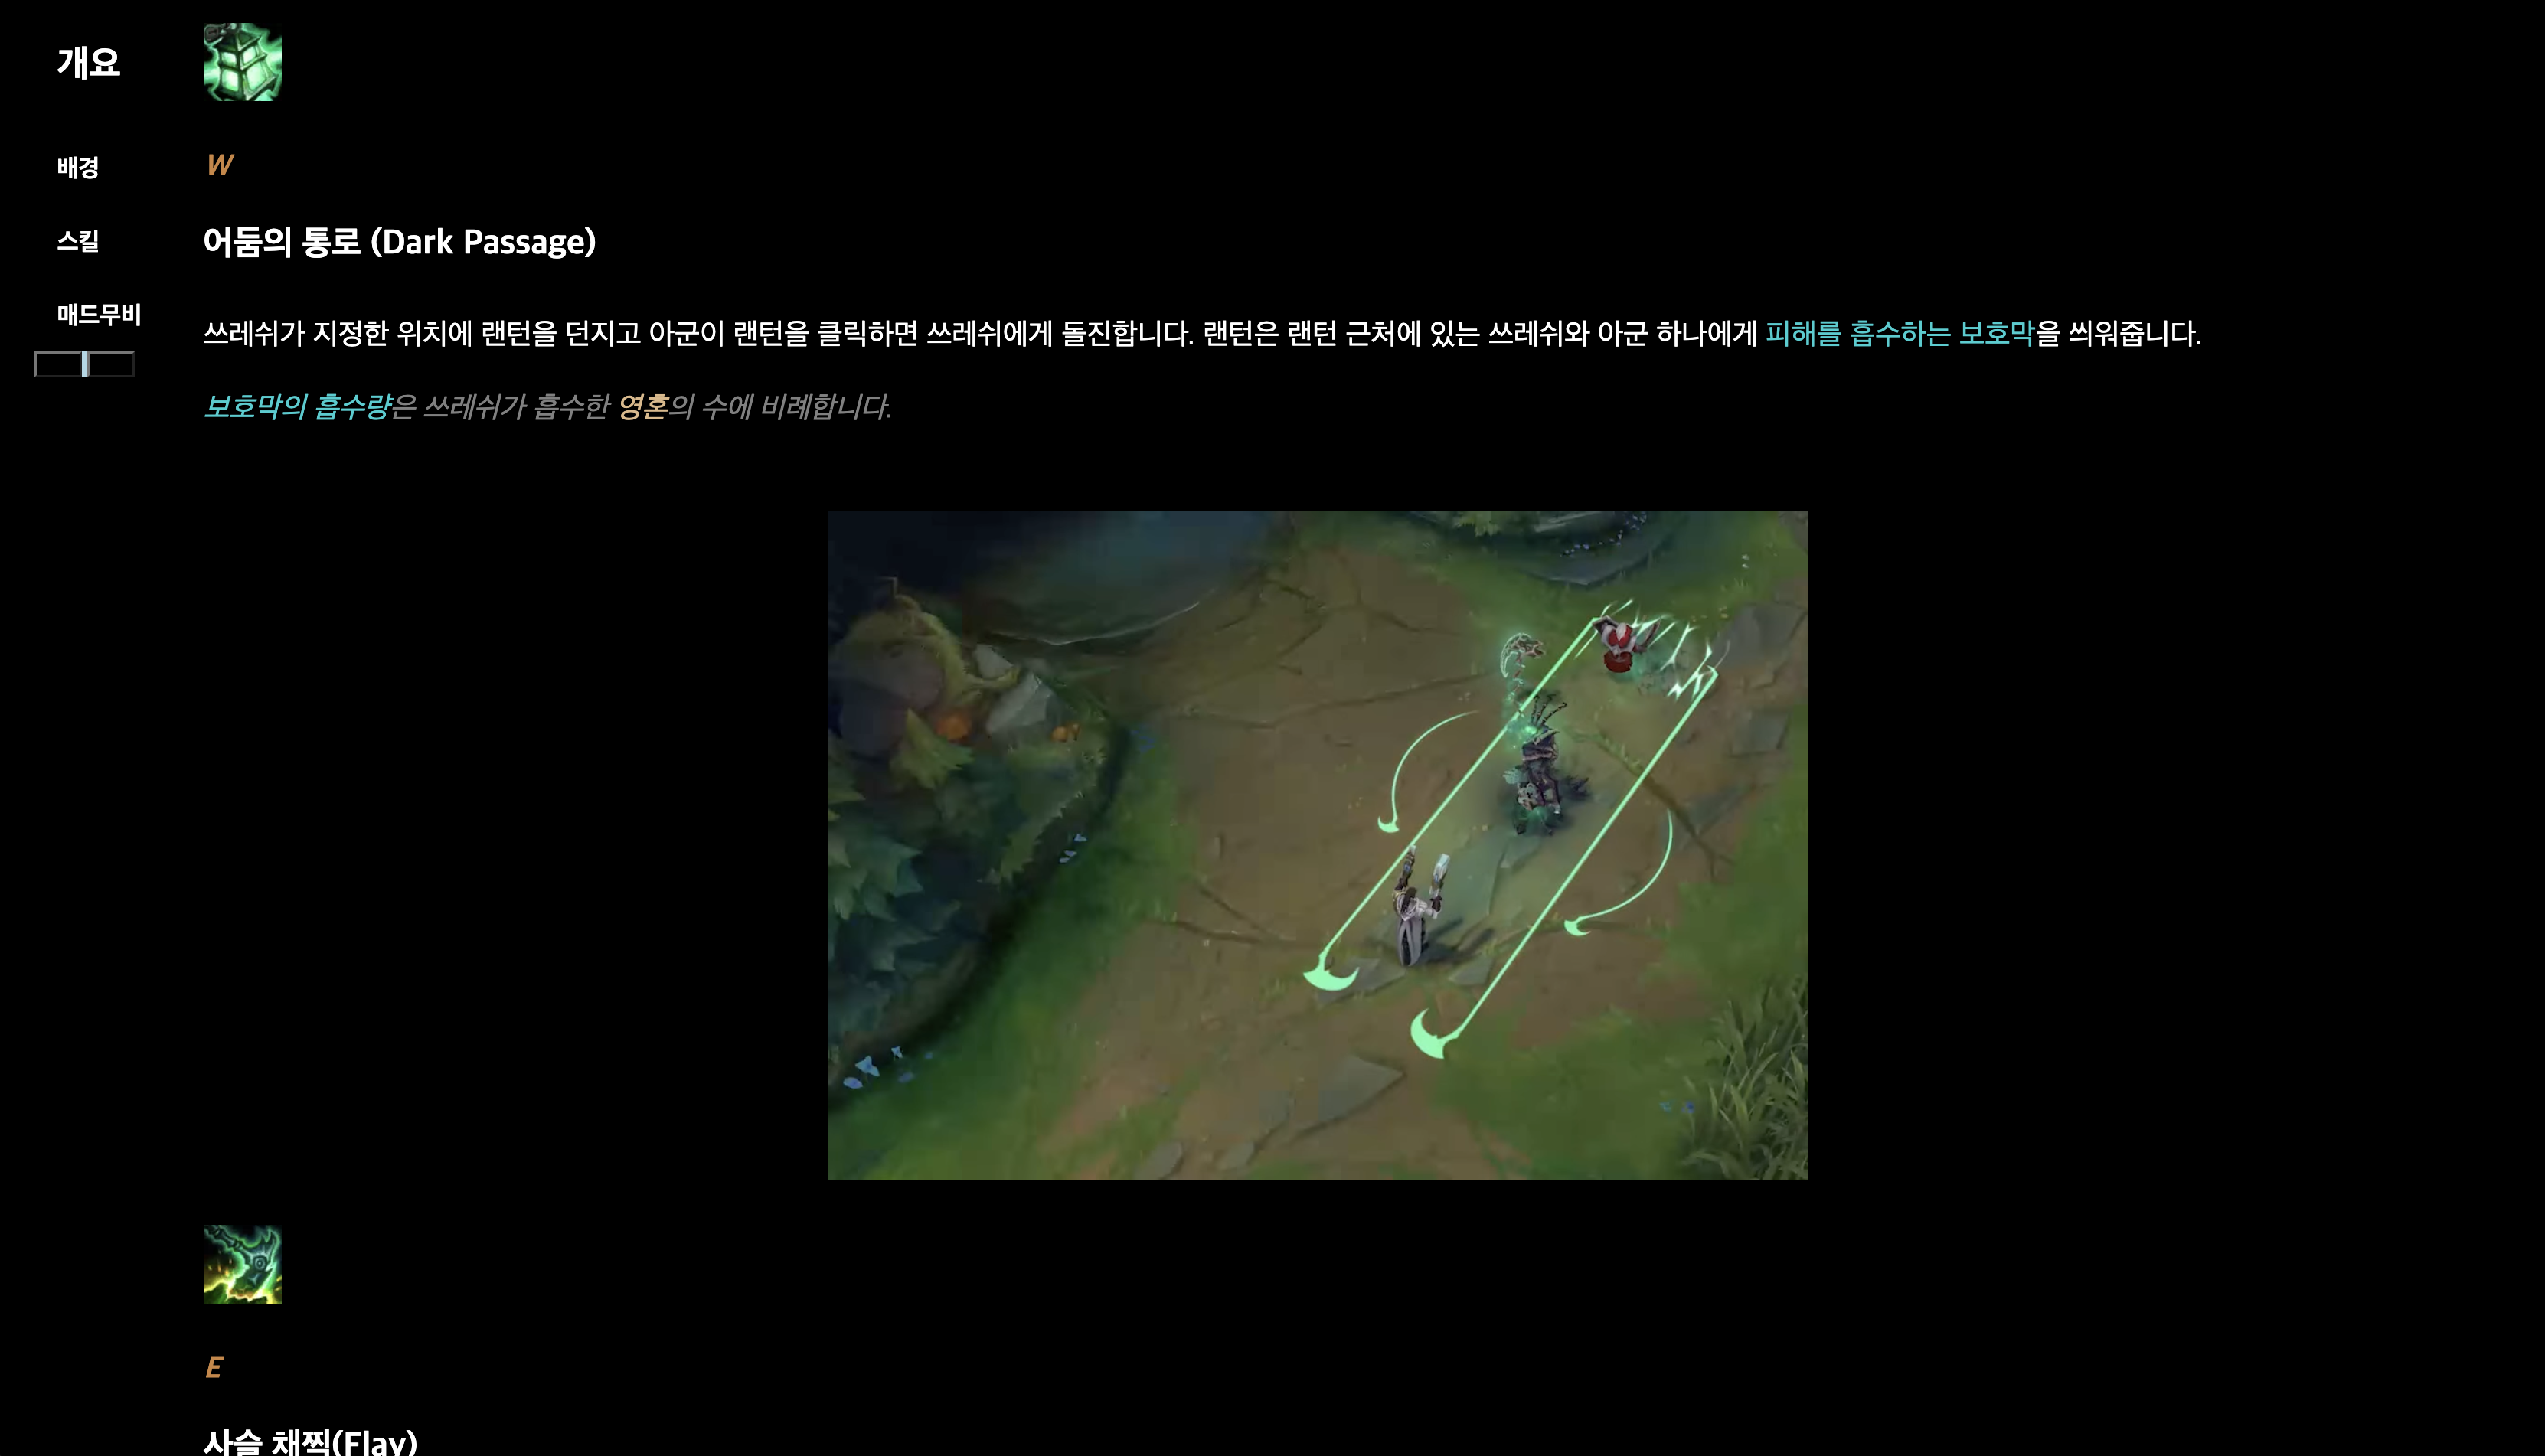 개요
배경
스킬
매드무비
W
어둠의 통로 (Dark Passage)
쓰레쉬가 지정한 위치에 랜턴을 던지고 아군이 랜턴을 클릭하면 쓰레쉬에게 돌진합니다. 랜턴은 랜턴 근처에 있는 쓰레쉬와 아군 하나에게 피해를 흡수하는 보호막을 씌워줍니다.
보호막의 흡수량은 쓰레쉬가 흡수한 영혼의 수에 비례합니다.
E
사슬 채찍(Flay)